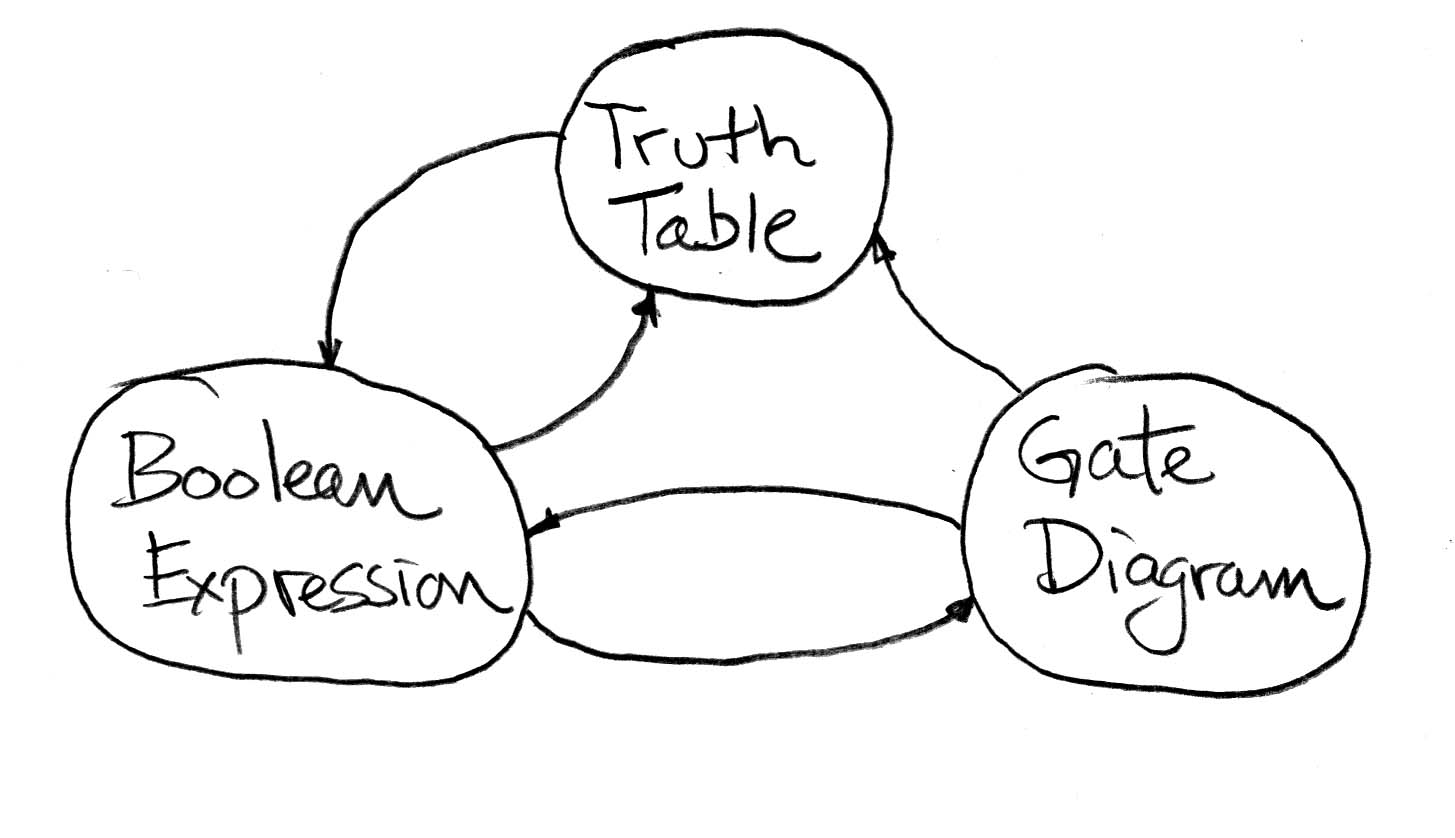 Truth
Table
Boolean
Expression
Gate
Diagram